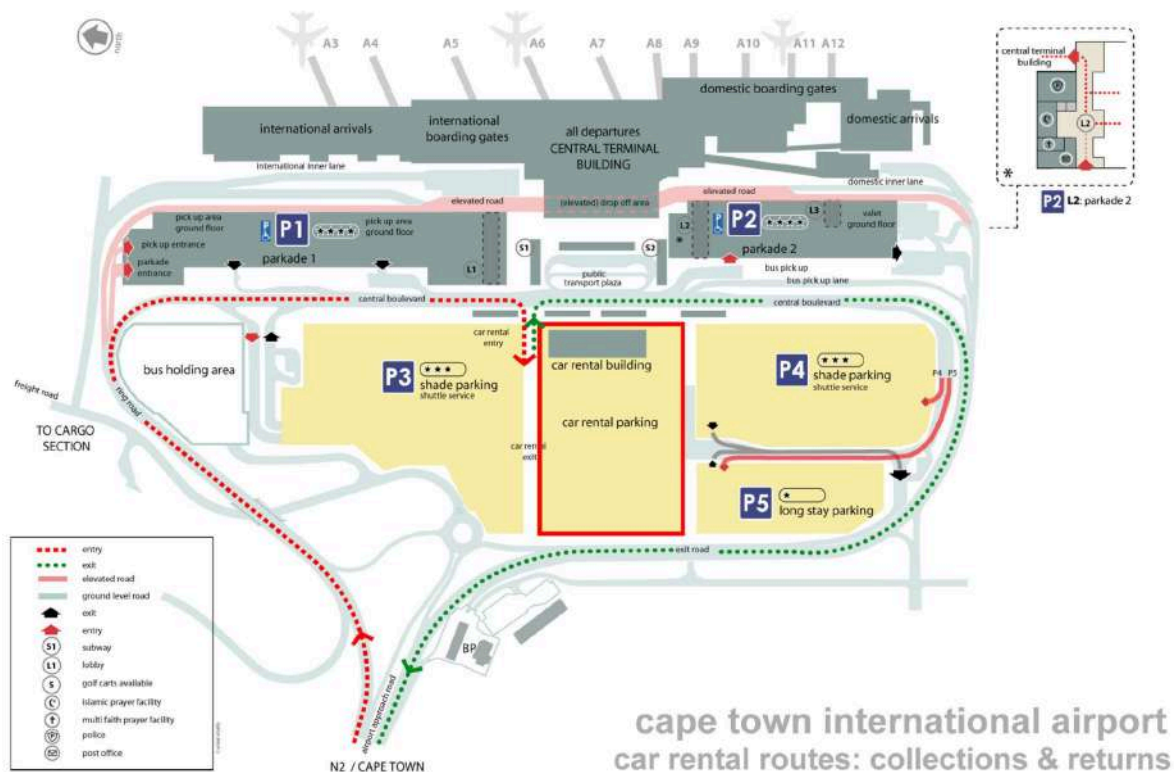 north
A3
A4
A5
A6
A7
A8
A9
A10
A11
A12
domestic boarding gates
international arrivals
international
boarding gates
all departures
CENTRAL TERMINAL
BUILDING
domestic arrivals
international inner lane
domestic inner lane
elevated road
(elevated) drop off area
elevated road
central terminal
building
L2
*
P2 L2: parkade 2
pick up area
ground floor
P1
pick up area
ground floor
pick up entrance
parkade
entrance
parkade 1
L1
S1
S2
public
transport plaza
L2
*
P2
L3
valet
ground floor
parkade 2
bus pick up
bus pick up lane
central boulevard
central boulevard
bus holding area
car rental
entry
P3
shade parking
shuttle service
car rental building
car rental parking
car rental
exit
P4
shade parking
shuttle service
P4 P5
P5
long stay parking
freight road
TO CARGO
SECTION
ring road
exit road
BP
airport approach road
N2 / CAPE TOWN
entry
exit
elevated road
ground level road
exit
entry
S1 subway
L1 lobby
S golf carts available
islamic prayer facility
multi faith prayer facility
police
post office
cape town international airport
car rental routes: collections & returns